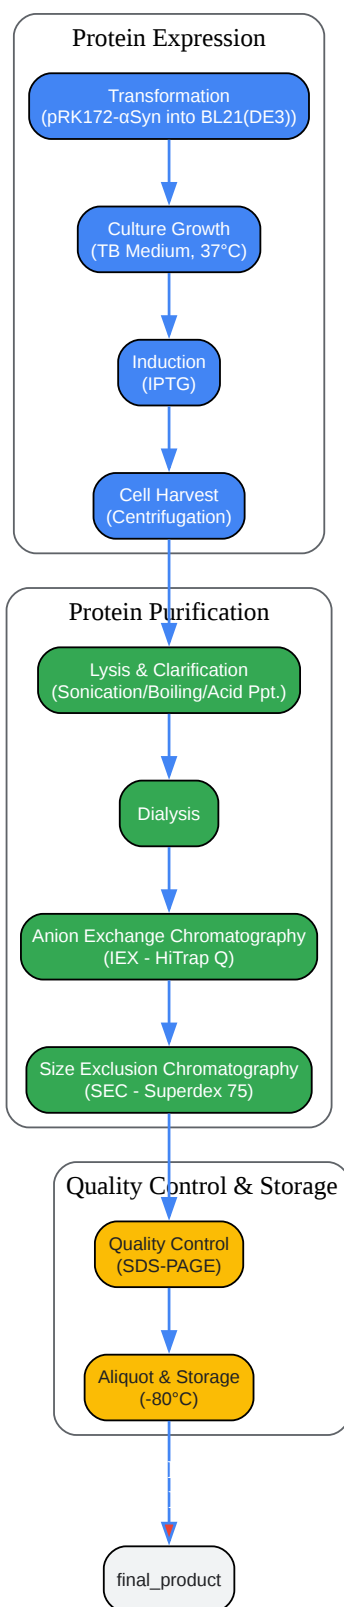 Protein Expression
Transformation
(pRK172-αSyn into BL21(DE3))
Culture Growth
(TB Medium, 37°C)
Induction
(IPTG)
Cell Harvest
(Centrifugation)
Protein Purification
Lysis & Clarification
(Sonication/Boiling/Acid Ppt.)
Dialysis
Anion Exchange Chromatography
(IEX - HiTrap Q)
Size Exclusion Chromatography
(SEC - Superdex 75)
Quality Control & Storage
Quality Control
(SDS-PAGE)
Aliquot & Storage
(-80°C)
final_product